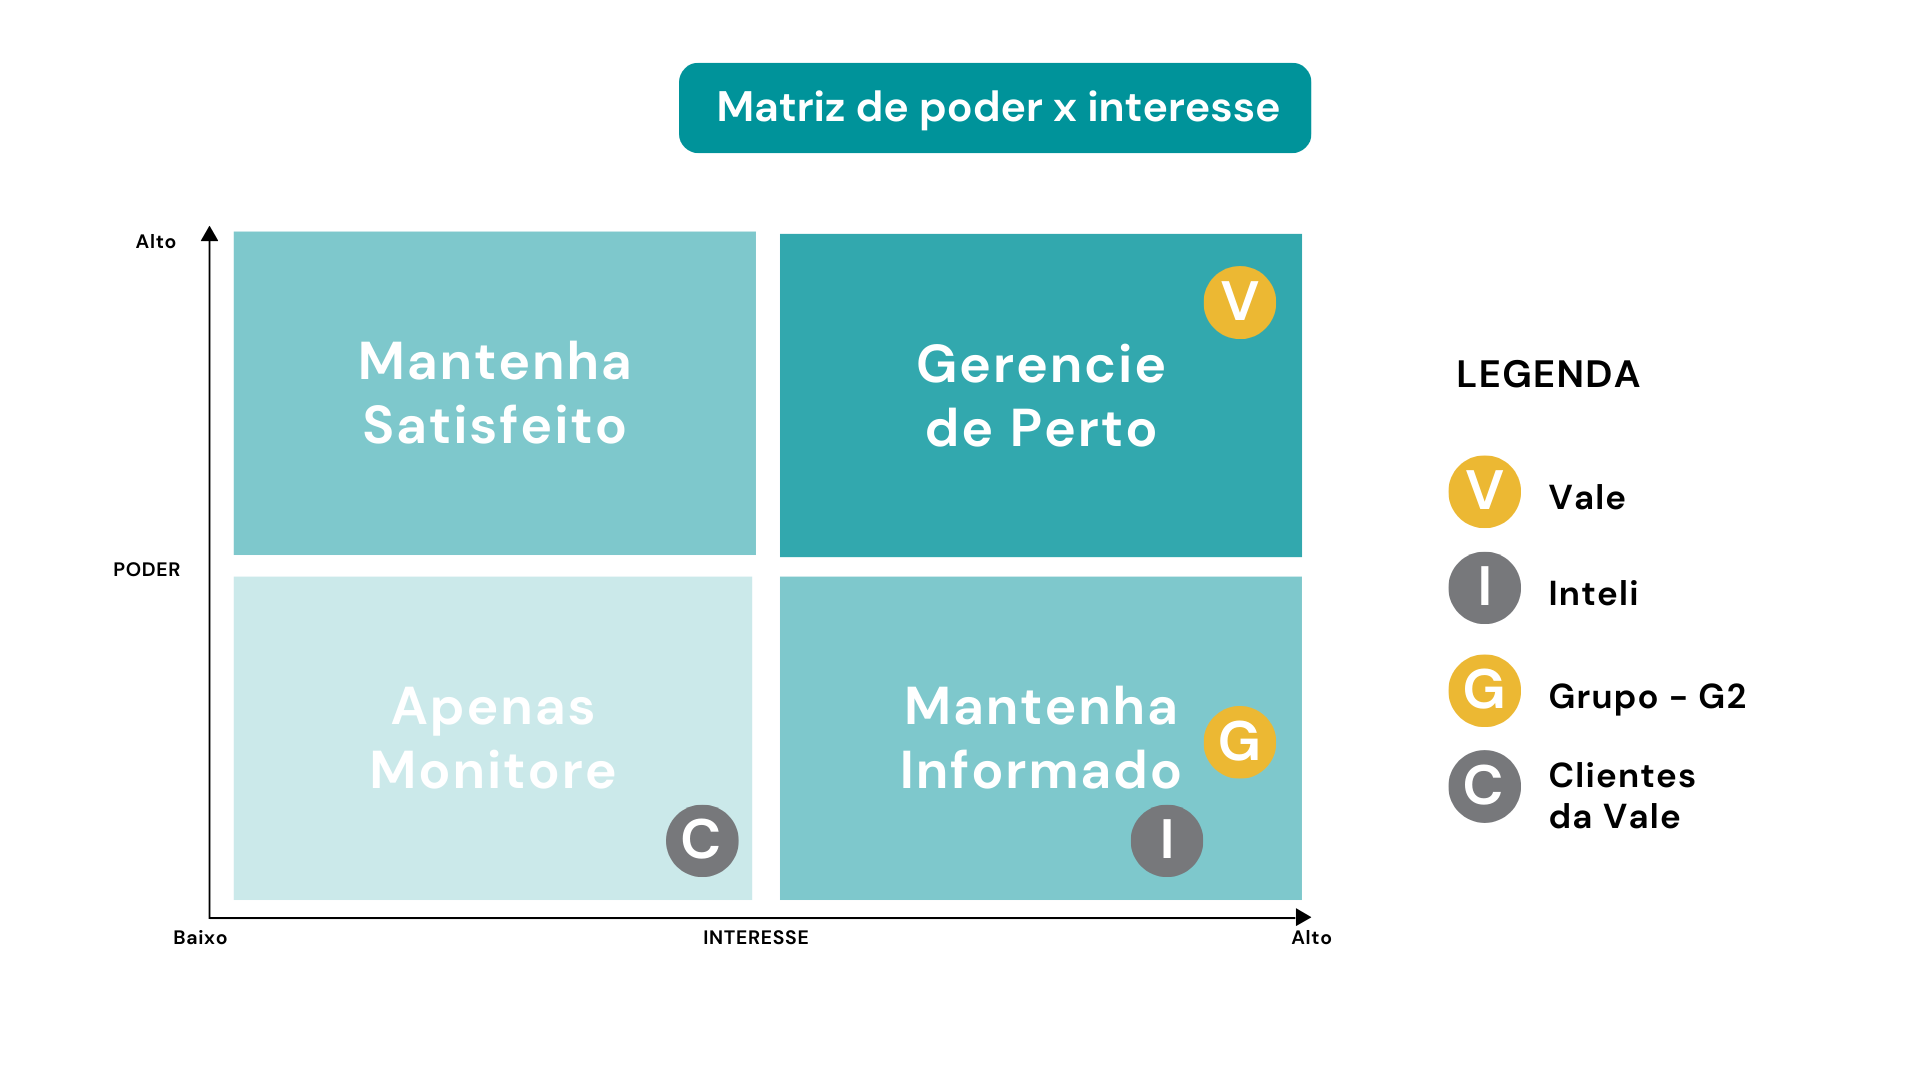 Matriz de poder x interesse
Alto
Mantenha
Satisfeito
V
Gerencie
de Perto
PODER
Apenas
Monitore
C
Mantenha
Informado
G
I
Baixo
INTERESSE
Alto
LEGENDA
V Vale
I Inteli
G Grupo - G2
C Clientes
da Vale